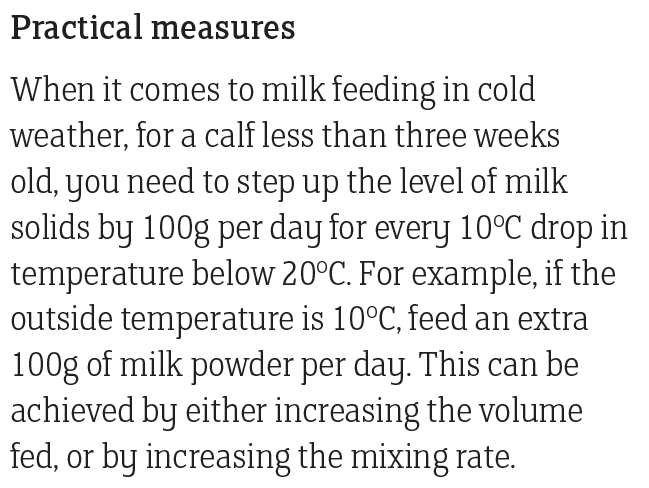 Practical measures
When it comes to milk feeding in cold
weather, for a calf less than three weeks
old, you need to step up the level of milk
solids by 100g per day for every 10ºC drop in
temperature below 20ºC. For example, if the
outside temperature is 10ºC, feed an extra
100g of milk powder per day. This can be
achieved by either increasing the volume
fed, or by increasing the mixing rate.